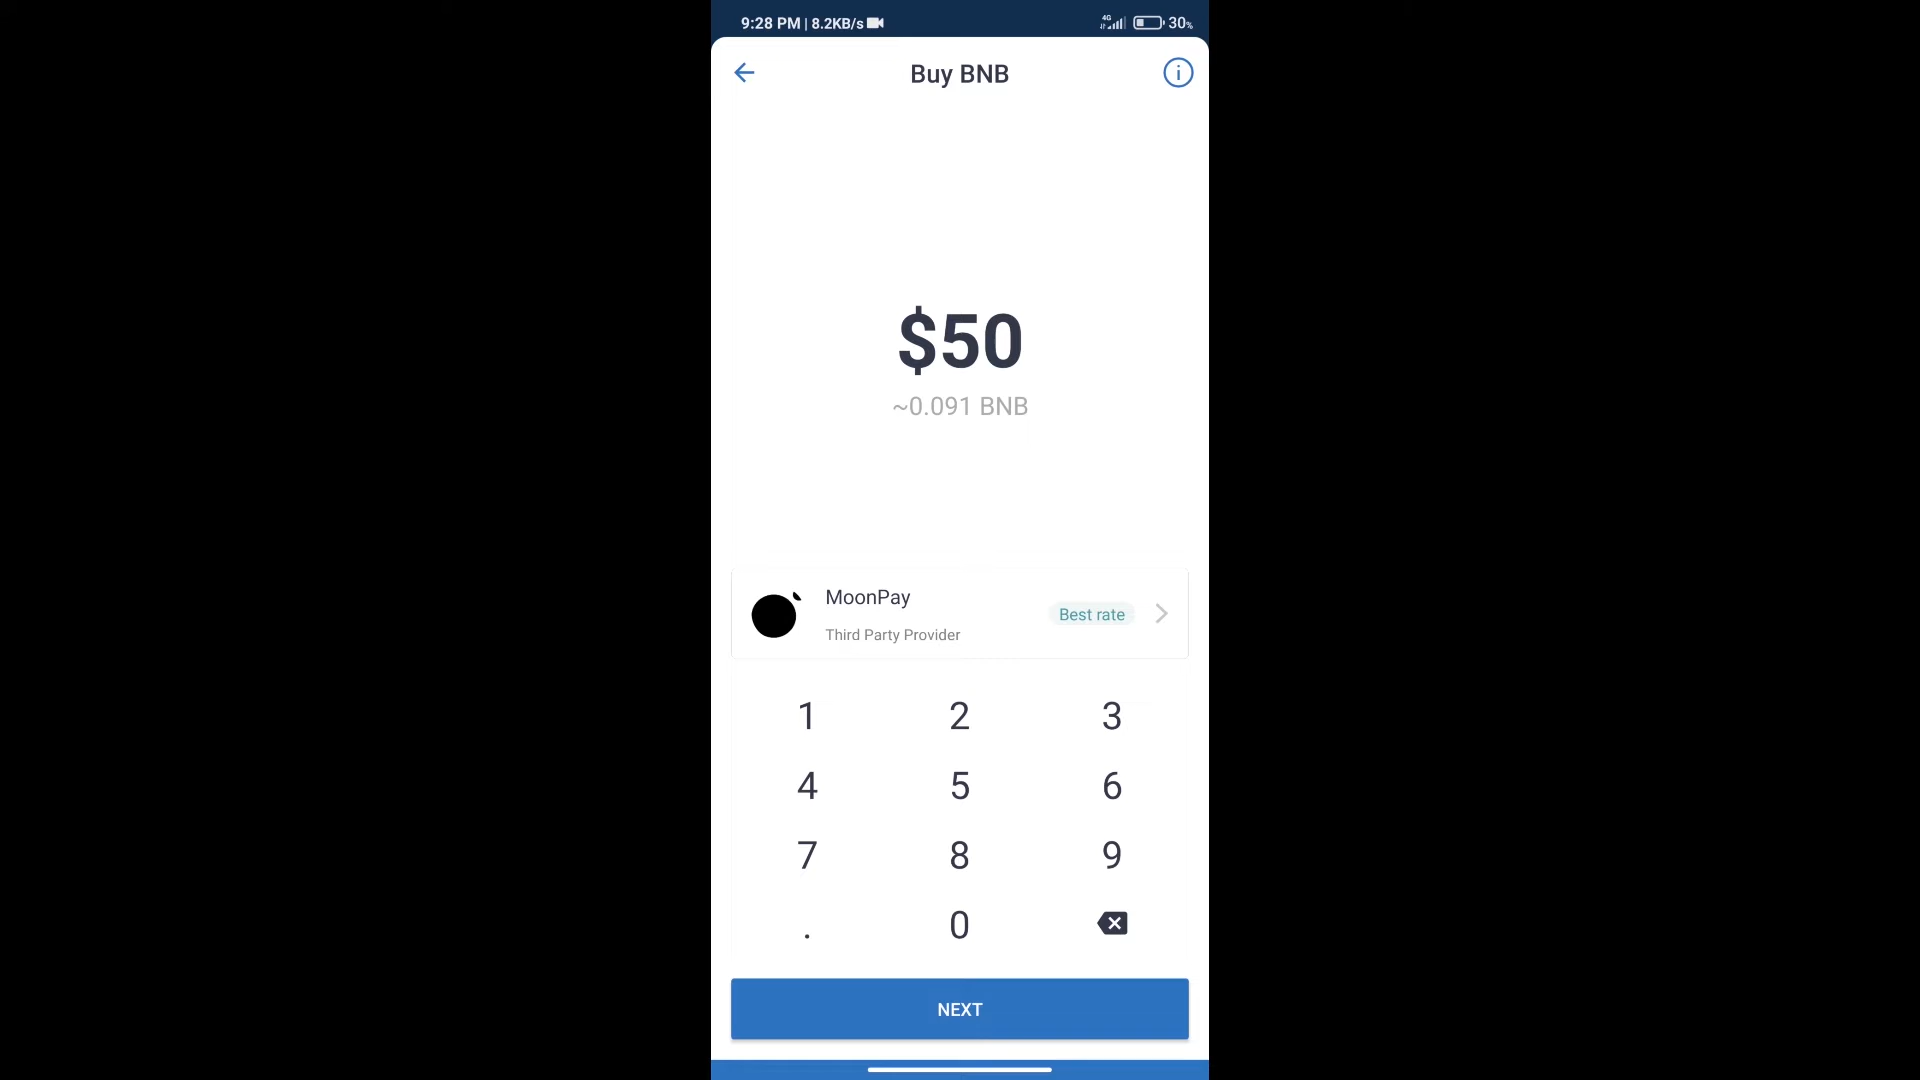 9:28 PM | 8.2KB/s 4G 30%
Buy BNB
$50
~0.091 BNB
MoonPay
Third Party Provider
Best rate
1 2 3
4 5 6
7 8 9
. 0
NEXT